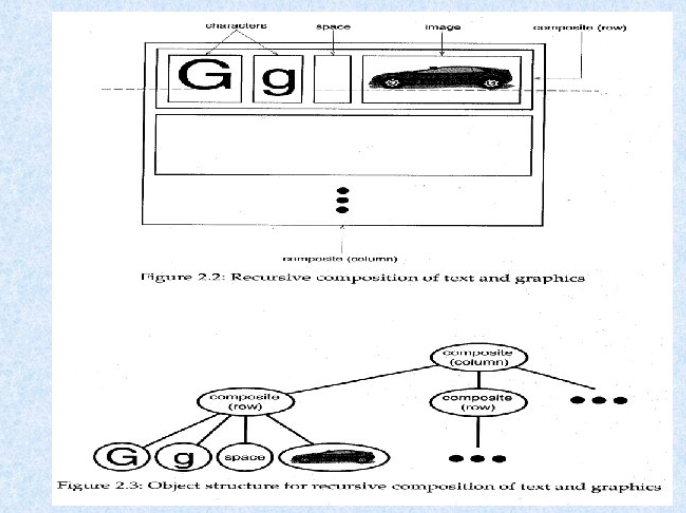 characters space image composite (row)
G g
composite (column)
Figure 2.2: Recursive composition of text and graphics
composite
(column)
composite
(row)
composite
(row)
G g space
Figure 2.3: Object structure for recursive composition of text and graphics